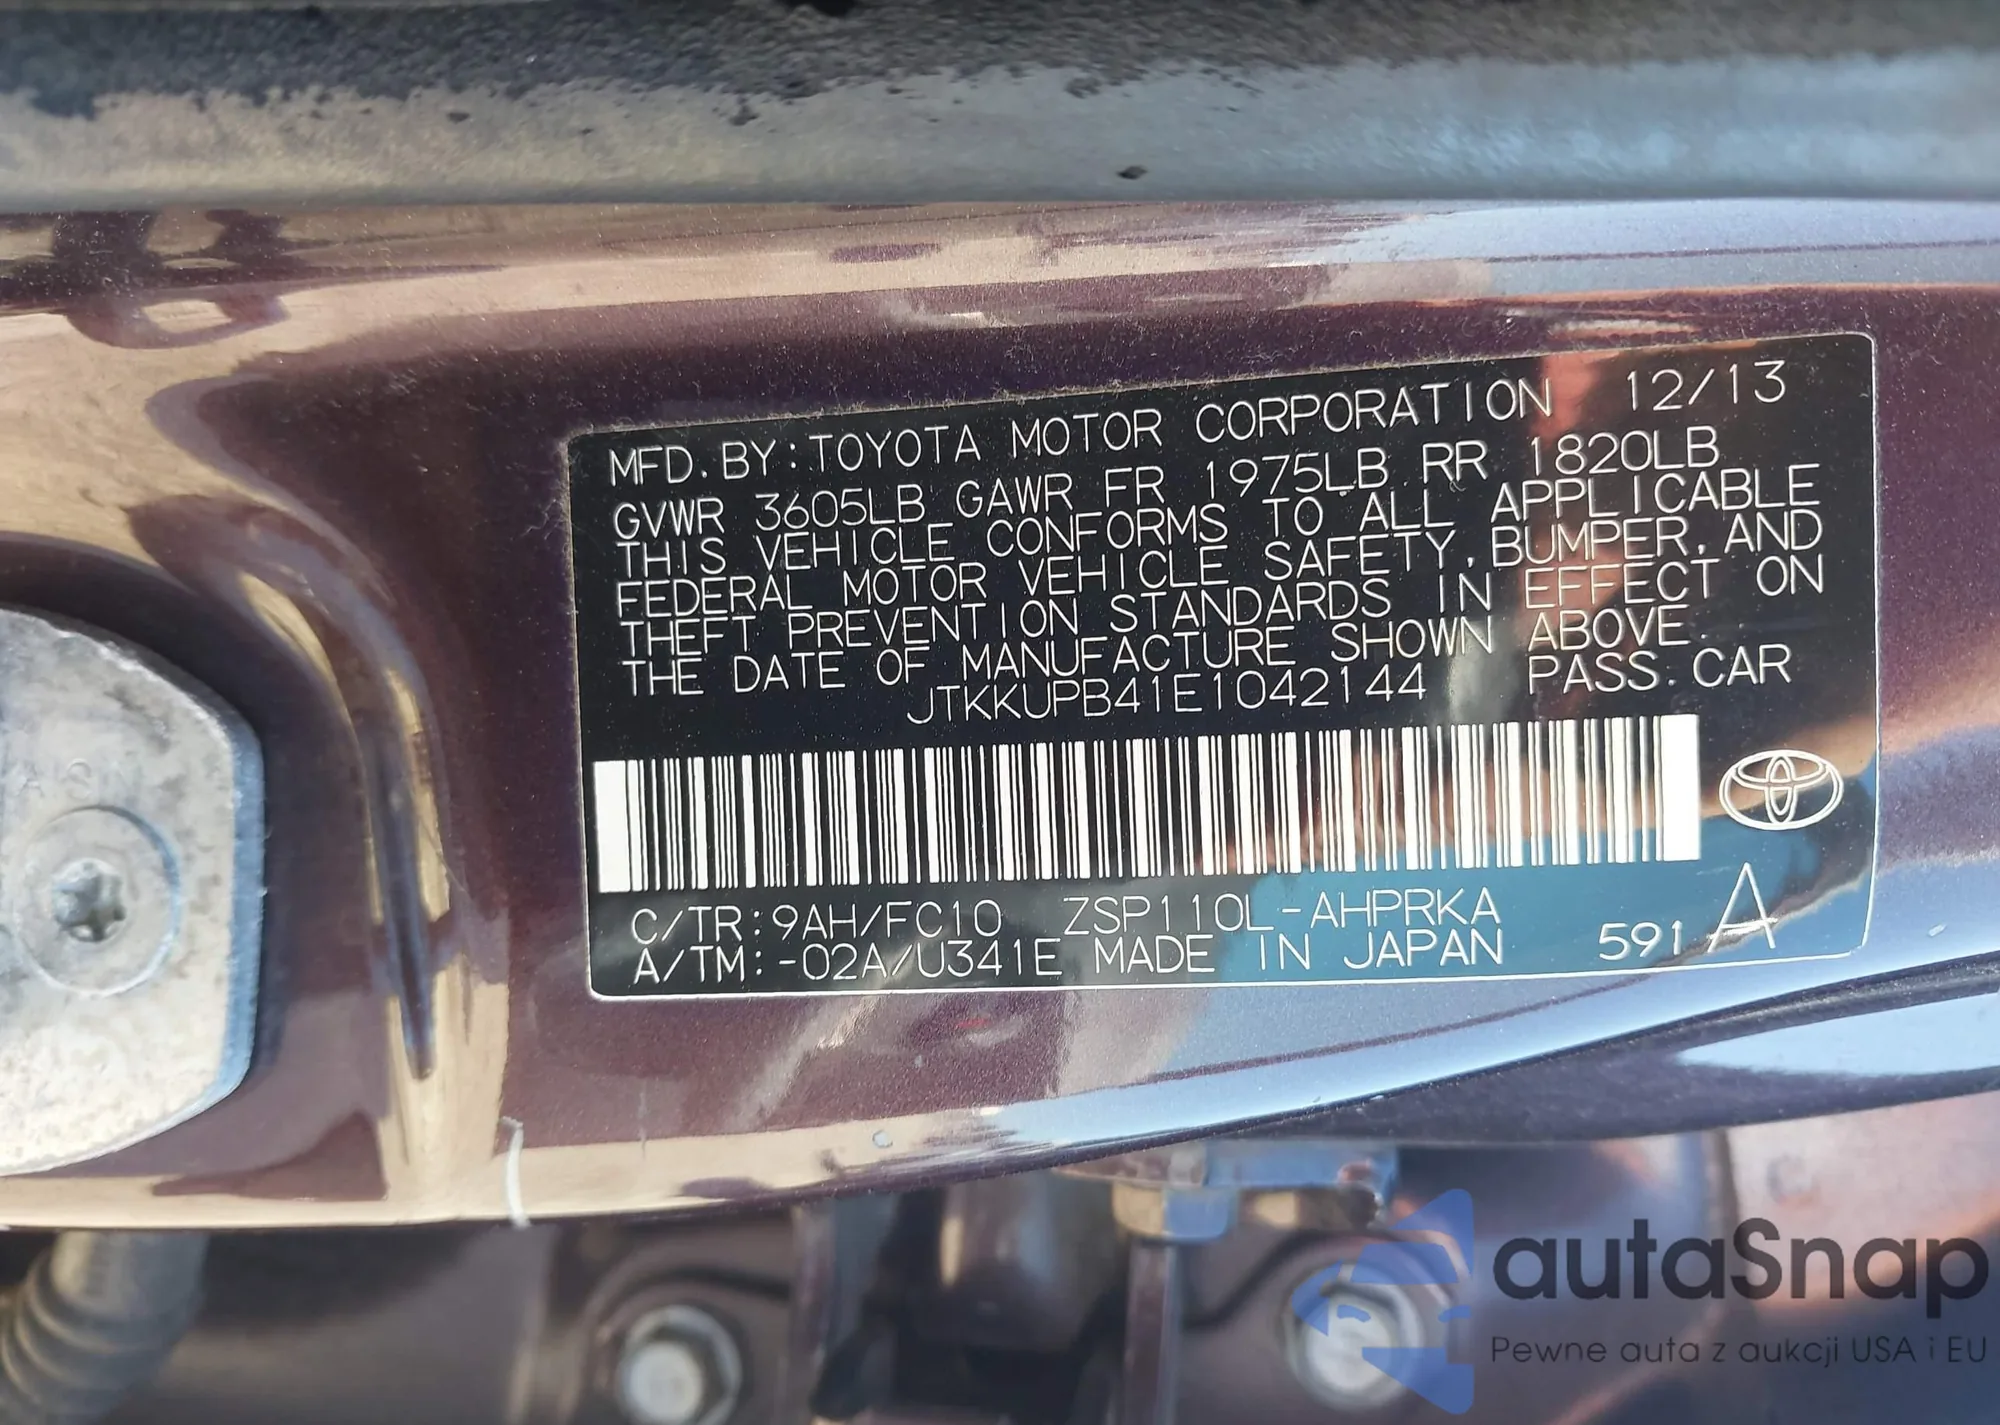 MFD. BY: TOYOTA MOTOR CORPORATION 12/13
GVWR 3605LB GAWR FR 1975LB RR 1820LB
THIS VEHICLE CONFORMS TO ALL APPLICABLE
FEDERAL MOTOR VEHICLE SAFETY, BUMPER, AND
THEFT PREVENTION STANDARDS IN EFFECT ON
THE DATE OF MANUFACTURE SHOWN ABOVE.
JTKKUPB41E1042144 PASS. CAR
C/TR: 9AH/FC10 ZSP110L-AHPRKA
A/TM: -02A/U341E MADE IN JAPAN 591 A
autaSnap
Pewne auta z aukcji USA i EU